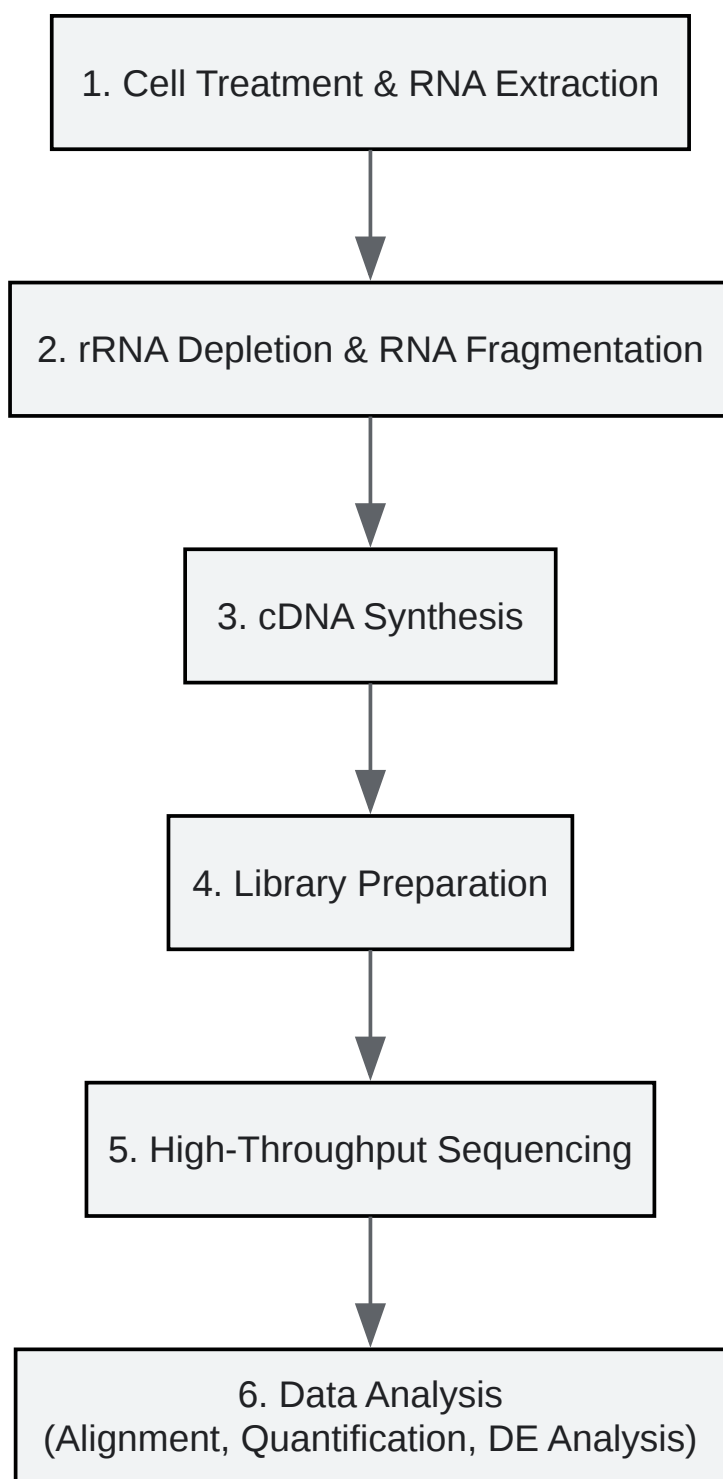 1. Cell Treatment & RNA Extraction
2. rRNA Depletion & RNA Fragmentation
3. cDNA Synthesis
4. Library Preparation
5. High-Throughput Sequencing
6. Data Analysis
(Alignment, Quantification, DE Analysis)